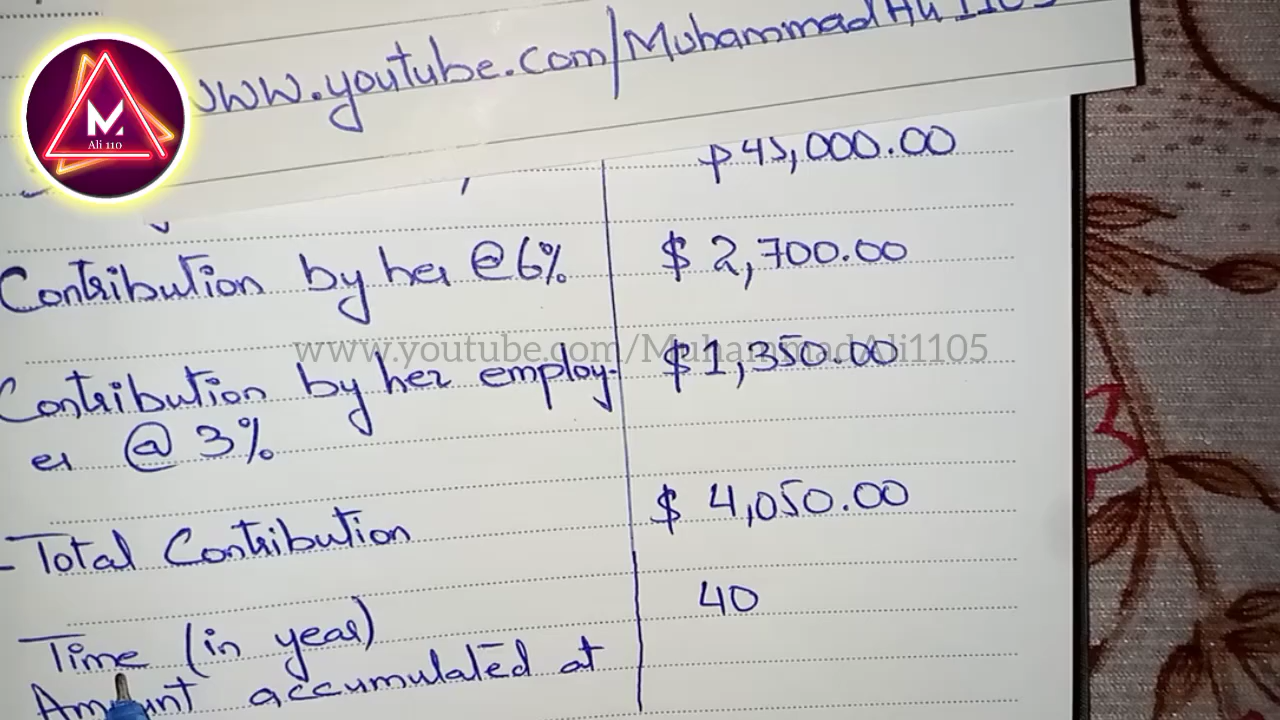 www.youtube.com/MuhammadAli1105
M
Ali 110
$45,000.00
Contribution by her @6% $2,700.00
www.youtube.com/MuhammadAli1105
Contribution by her employ- $1,350.00
er @ 3%
Total Contribution $4,050.00
Time (in year) 40
Amount accumulated at